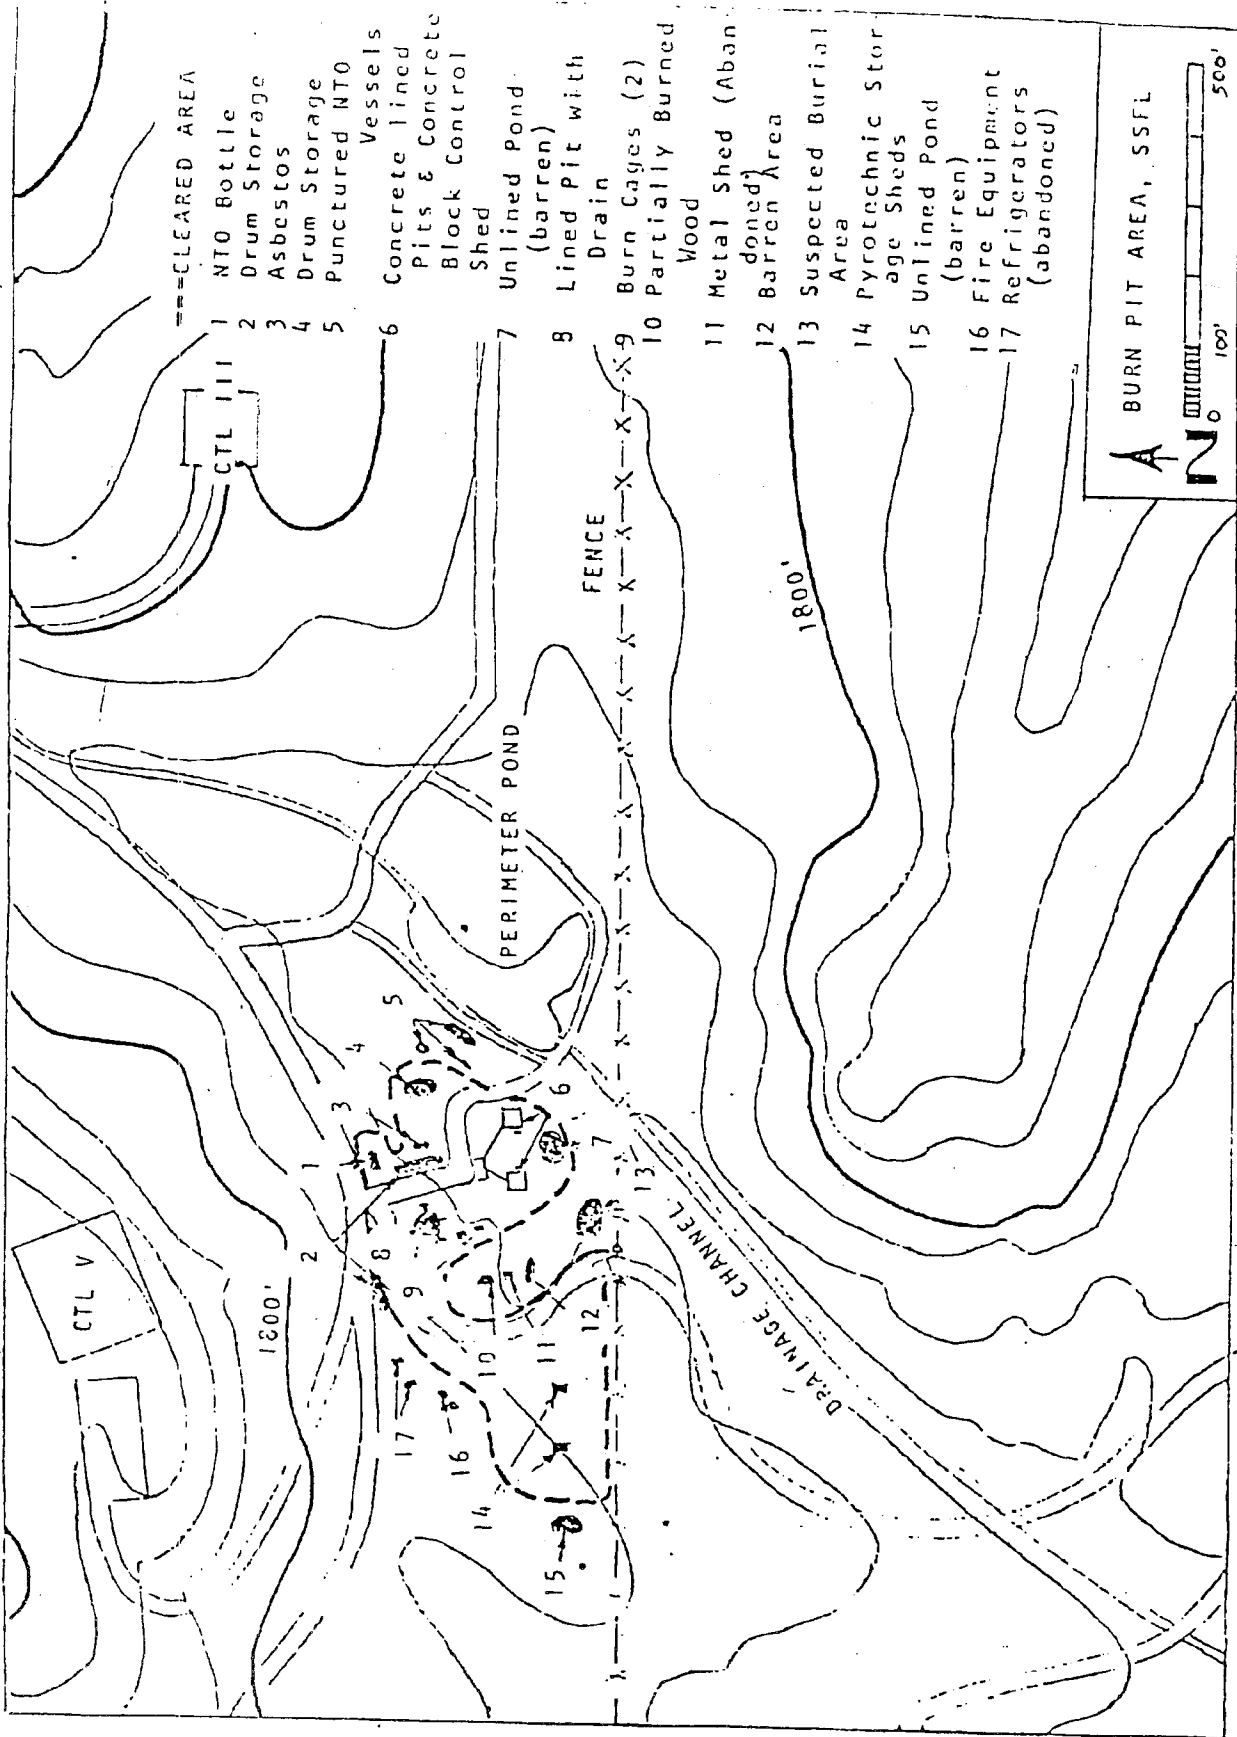 ===CLEARED AREA
1 NTO Bottle
2 Drum Storage
3 Asbestos
4 Drum Storage
5 Punctured NTO
Vessels
6 Concrete lined
Pits & Concrete
Block Control
Shed
7 Unlined Pond
(barren)
8 Lined Pit with
Drain
9 Burn Cages (2)
10 Partially Burned
Wood
11 Metal Shed (Aban
doned)
12 Barren Area
13 Suspected Burial
Area
14 Pyrotechnic Stor
age Sheds
15 Unlined Pond
(barren)
16 Fire Equipment
17 Refrigerators
(abandoned)
CTL III
CTL V
1800'
1
2
3
4
5
6
7
8
9
10
11
12
13
14
15
16
17
PERIMETER POND
FENCE
1800'
DRAINAGE CHANNEL
BURN PIT AREA, SSFL
N
0
100'
500'